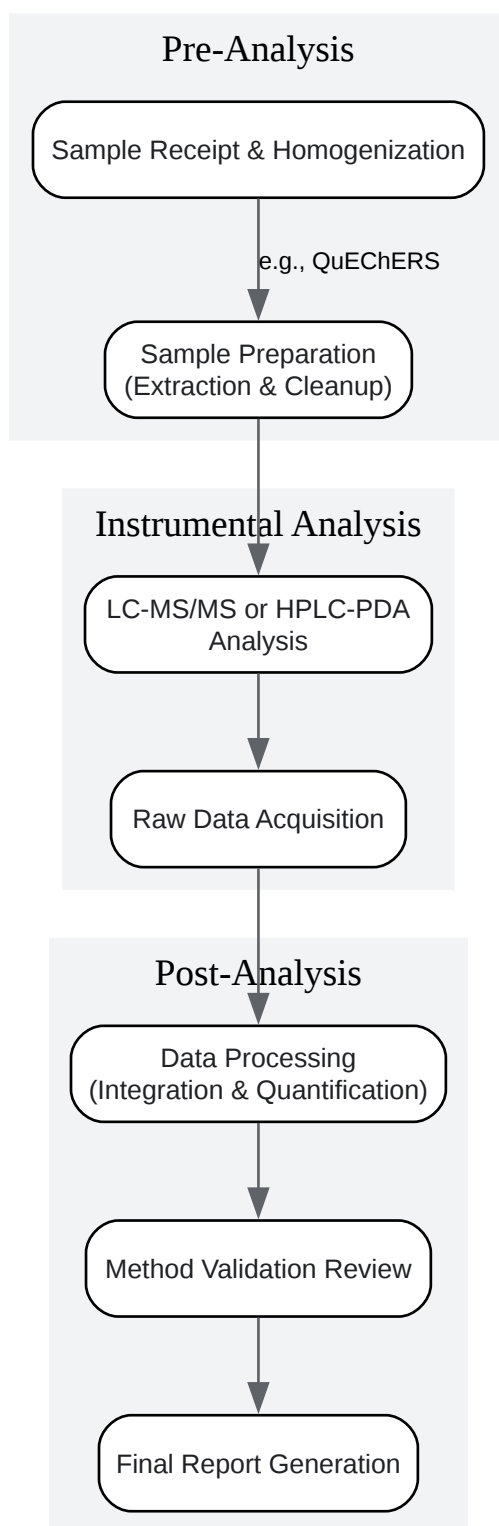 Pre-Analysis
Sample Receipt & Homogenization
e.g., QuEChERS
Sample Preparation
(Extraction & Cleanup)
Instrumental Analysis
LC-MS/MS or HPLC-PDA
Analysis
Raw Data Acquisition
Post-Analysis
Data Processing
(Integration & Quantification)
Method Validation Review
Final Report Generation